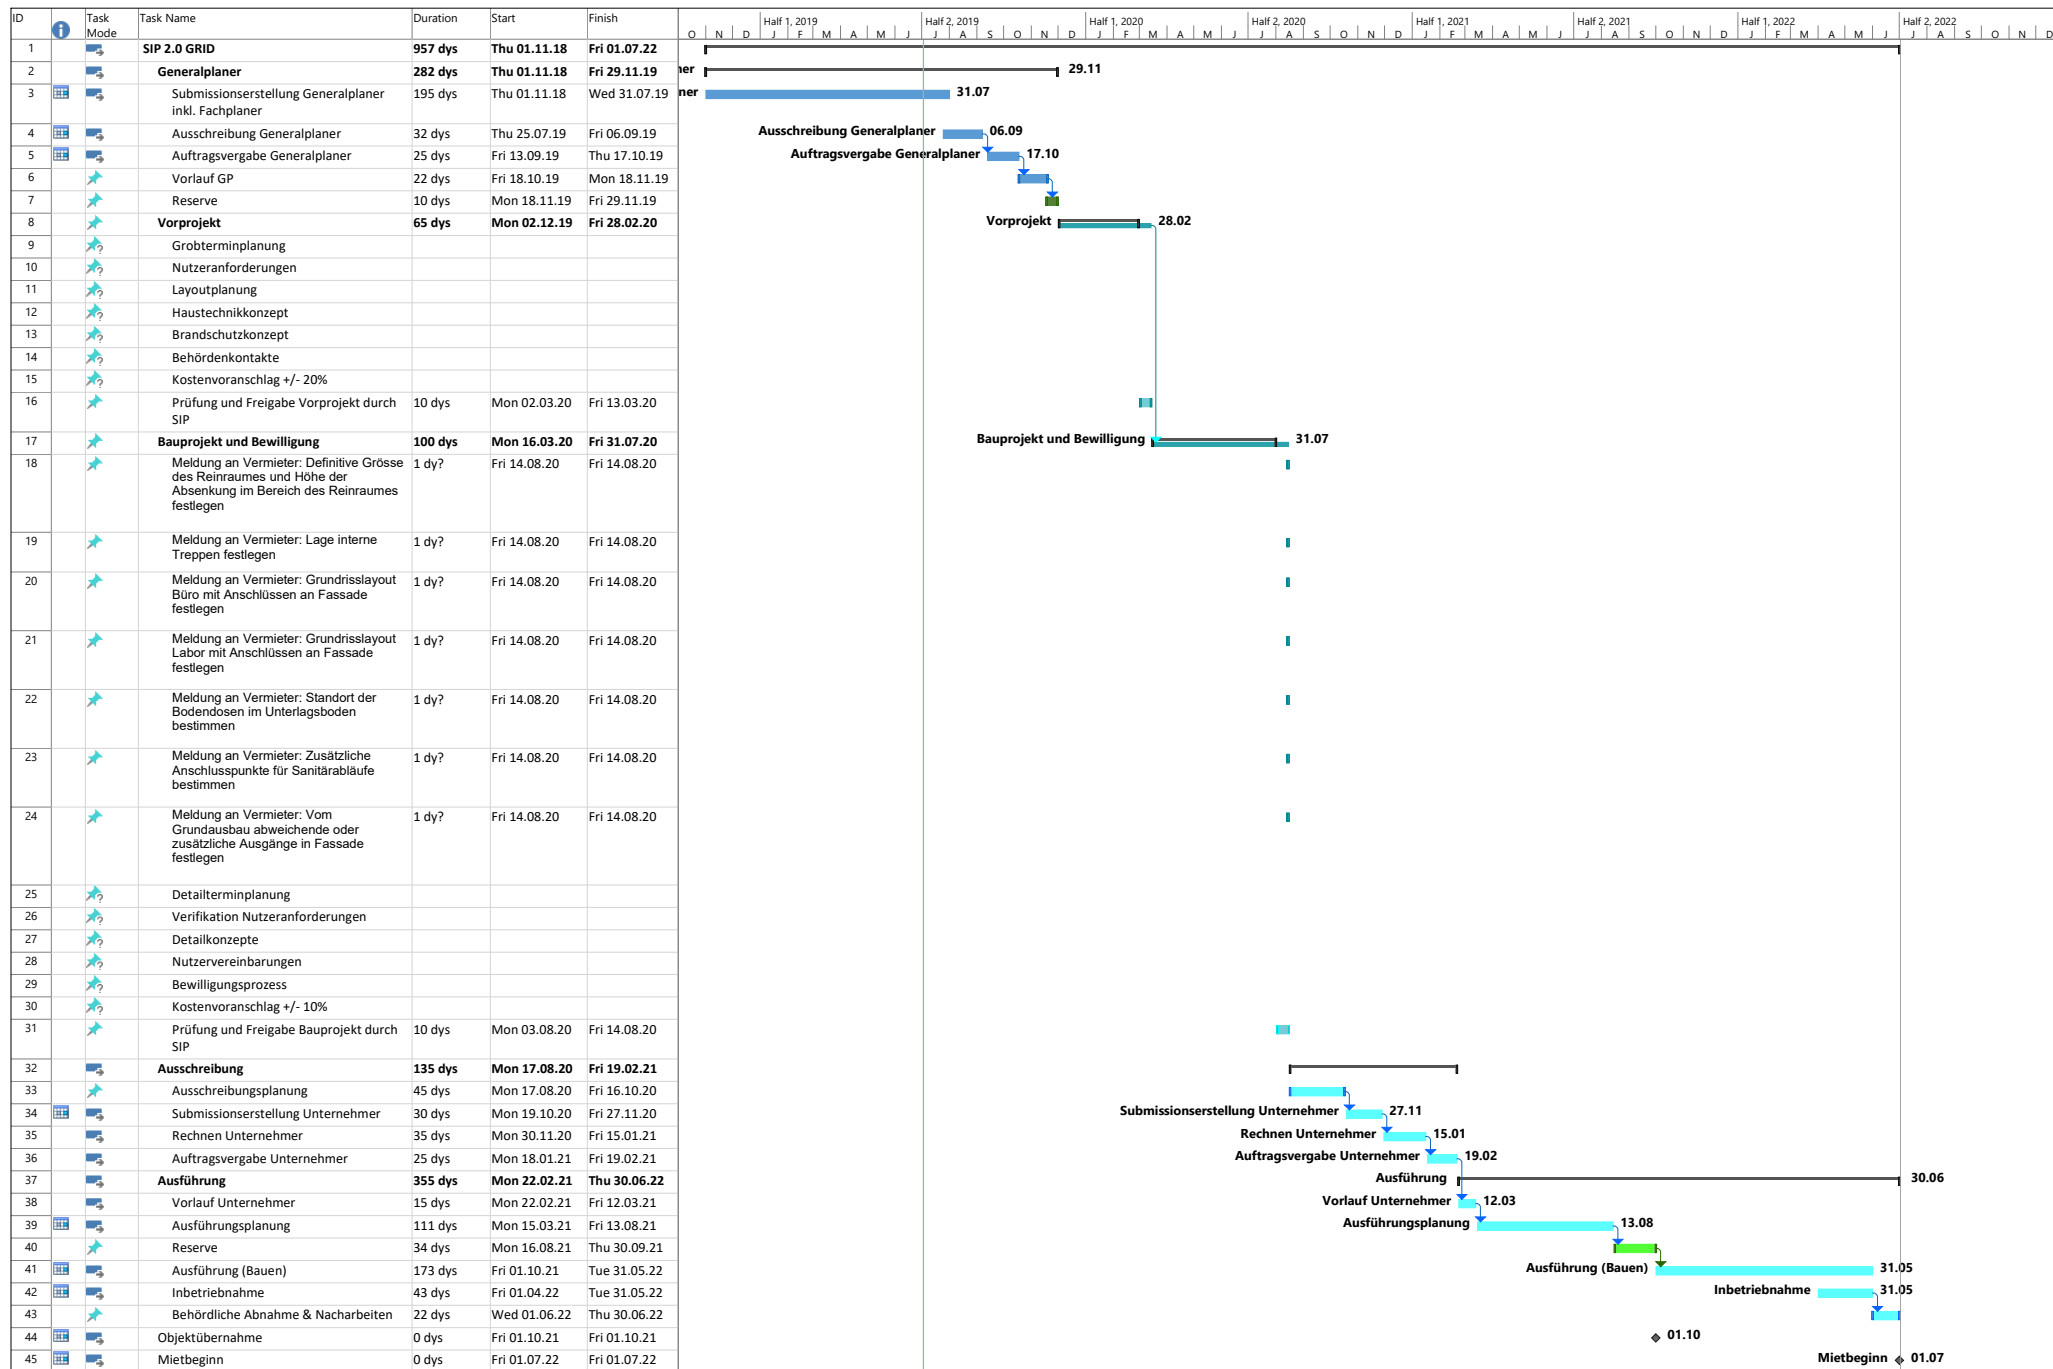 ID Task Mode Task Name Duration Start Finish
Half 1, 2019 Half 2, 2019 Half 1, 2020 Half 2, 2020 Half 1, 2021 Half 2, 2021 Half 1, 2022 Half 2, 2022
O N D J F M A M J J A S O N D J F M A M J J A S O N D J F M A M J J A S O N D J F M A M J J A S O N D
1 SIP 2.0 GRID 957 dys Thu 01.11.18 Fri 01.07.22
2 Generalplaner 282 dys Thu 01.11.18 Fri 29.11.19 ner 29.11
3 Submissionserstellung Generalplaner inkl. Fachplaner 195 dys Thu 01.11.18 Wed 31.07.19 ner 31.07
4 Ausschreibung Generalplaner 32 dys Thu 25.07.19 Fri 06.09.19 Ausschreibung Generalplaner 06.09
5 Auftragsvergabe Generalplaner 25 dys Fri 13.09.19 Thu 17.10.19 Auftragsvergabe Generalplaner 17.10
6 Vorlauf GP 22 dys Fri 18.10.19 Mon 18.11.19
7 Reserve 10 dys Mon 18.11.19 Fri 29.11.19
8 Vorprojekt 65 dys Mon 02.12.19 Fri 28.02.20 Vorprojekt 28.02
9 Grobterminplanung
10 Nutzeranforderungen
11 Layoutplanung
12 Haustechnikkonzept
13 Brandschutzkonzept
14 Behördenkontakte
15 Kostenvoranschlag +/- 20%
16 Prüfung und Freigabe Vorprojekt durch SIP 10 dys Mon 02.03.20 Fri 13.03.20
17 Bauprojekt und Bewilligung 100 dys Mon 16.03.20 Fri 31.07.20 Bauprojekt und Bewilligung 31.07
18 Meldung an Vermieter: Definitive Grösse des Reinraumes und Höhe der Absenkung im Bereich des Reinraumes festlegen 1 dy? Fri 14.08.20 Fri 14.08.20
19 Meldung an Vermieter: Lage interne Treppen festlegen 1 dy? Fri 14.08.20 Fri 14.08.20
20 Meldung an Vermieter: Grundrisslayout Büro mit Anschlüssen an Fassade festlegen 1 dy? Fri 14.08.20 Fri 14.08.20
21 Meldung an Vermieter: Grundrisslayout Labor mit Anschlüssen an Fassade festlegen 1 dy? Fri 14.08.20 Fri 14.08.20
22 Meldung an Vermieter: Standort der Bodendosen im Unterlagsboden bestimmen 1 dy? Fri 14.08.20 Fri 14.08.20
23 Meldung an Vermieter: Zusätzliche Anschlusspunkte für Sanitärabläufe bestimmen 1 dy? Fri 14.08.20 Fri 14.08.20
24 Meldung an Vermieter: Vom Grundausbau abweichende oder zusätzliche Ausgänge in Fassade festlegen 1 dy? Fri 14.08.20 Fri 14.08.20
25 Detailterminplanung
26 Verifikation Nutzeranforderungen
27 Detailkonzepte
28 Nutzervereinbarungen
29 Bewilligungsprozess
30 Kostenvoranschlag +/- 10%
31 Prüfung und Freigabe Bauprojekt durch SIP 10 dys Mon 03.08.20 Fri 14.08.20
32 Ausschreibung 135 dys Mon 17.08.20 Fri 19.02.21
33 Ausschreibungsplanung 45 dys Mon 17.08.20 Fri 16.10.20
34 Submissionserstellung Unternehmer 30 dys Mon 19.10.20 Fri 27.11.20 Submissionserstellung Unternehmer 27.11
35 Rechnen Unternehmer 35 dys Mon 30.11.20 Fri 15.01.21 Rechnen Unternehmer 15.01
36 Auftragsvergabe Unternehmer 25 dys Mon 18.01.21 Fri 19.02.21 Auftragsvergabe Unternehmer 19.02
37 Ausführung 355 dys Mon 22.02.21 Thu 30.06.22 Ausführung 30.06
38 Vorlauf Unternehmer 15 dys Mon 22.02.21 Fri 12.03.21 Vorlauf Unternehmer 12.03
39 Ausführungsplanung 111 dys Mon 15.03.21 Fri 13.08.21 Ausführungsplanung 13.08
40 Reserve 34 dys Mon 16.08.21 Thu 30.09.21
41 Ausführung (Bauen) 173 dys Fri 01.10.21 Tue 31.05.22 Ausführung (Bauen) 31.05
42 Inbetriebnahme 43 dys Fri 01.04.22 Tue 31.05.22 Inbetriebnahme 31.05
43 Behördliche Abnahme & Nacharbeiten 22 dys Wed 01.06.22 Thu 30.06.22
44 Objektübernahme 0 dys Fri 01.10.21 Fri 01.10.21 01.10
45 Mietbeginn 0 dys Fri 01.07.22 Fri 01.07.22 Mietbeginn 01.07